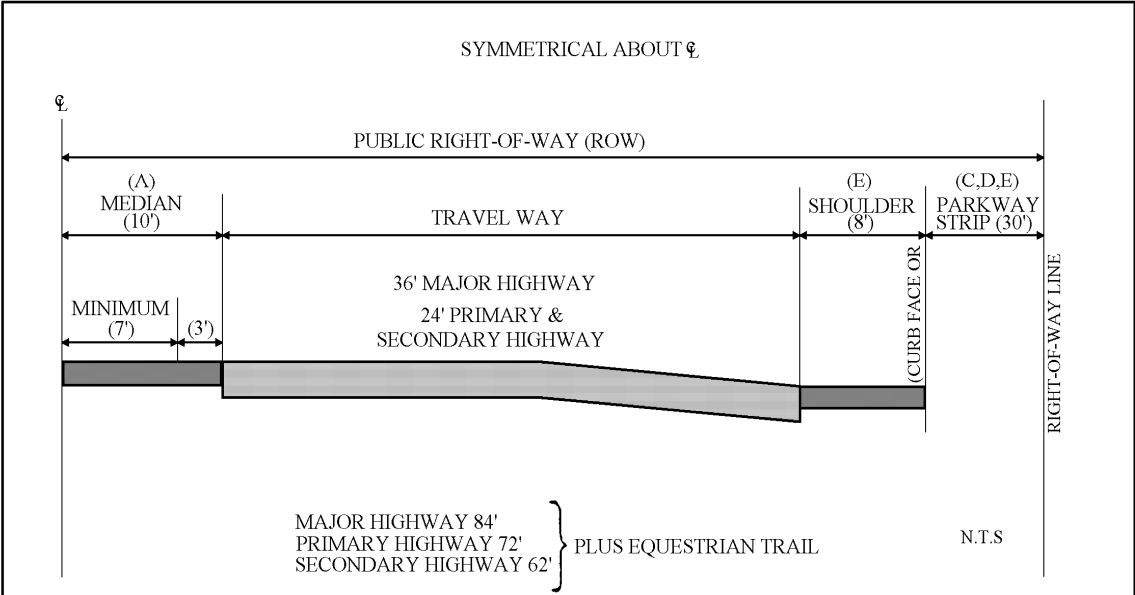 SYMMETRICAL ABOUT ℄
℄
PUBLIC RIGHT-OF-WAY (ROW)
(A)
MEDIAN
(10')
TRAVEL WAY
(E)
SHOULDER
(8')
(C,D,E)
PARKWAY
STRIP (30')
36' MAJOR HIGHWAY
24' PRIMARY &
SECONDARY HIGHWAY
MINIMUM
(7')
(3')
(CURB FACE OR
RIGHT-OF-WAY LINE
MAJOR HIGHWAY 84'
PRIMARY HIGHWAY 72'
SECONDARY HIGHWAY 62'
PLUS EQUESTRIAN TRAIL
N.T.S